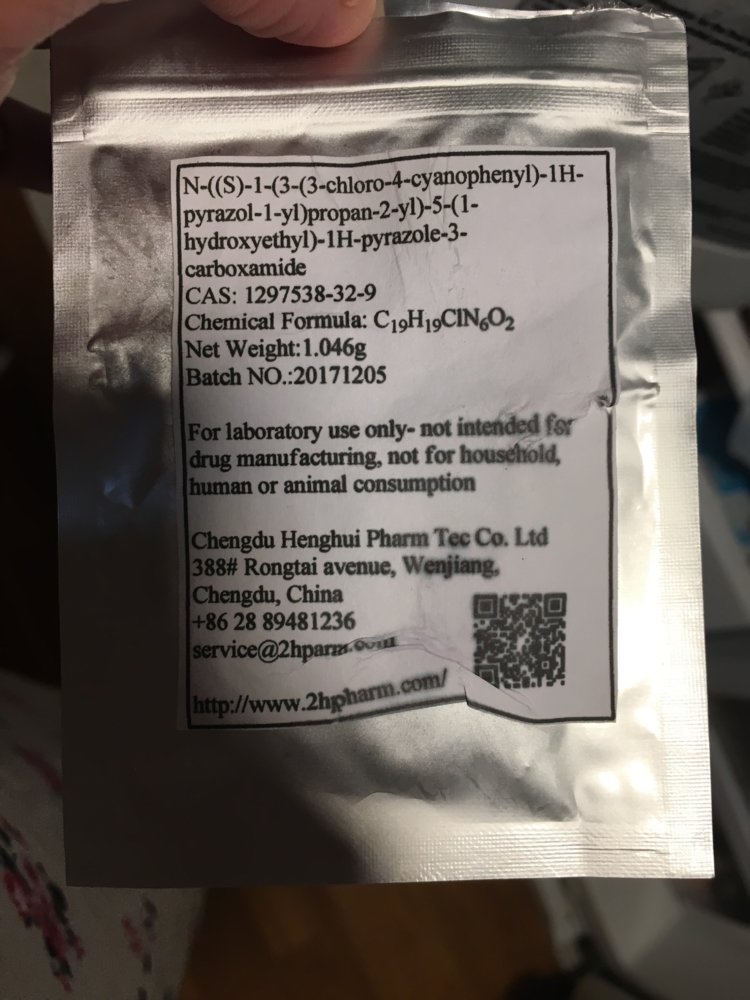 N-((S)-1-(3-(3-chloro-4-cyanophenyl)-1H-
pyrazol-1-yl)propan-2-yl)-5-(1-
hydroxyethyl)-1H-pyrazole-3-
carboxamide
CAS: 1297538-32-9
Chemical Formula: C₁₉H₁₉ClN₆O₂
Net Weight:1.046g
Batch NO.:20171205
For laboratory use only- not intended for
drug manufacturing, not for household,
human or animal consumption
Chengdu Henghui Pharm Tec Co. Ltd
388# Rongtai avenue, Wenjiang,
Chengdu, China
+86 28 89481236
service@2hparm.com
http://www.2hpharm.com/